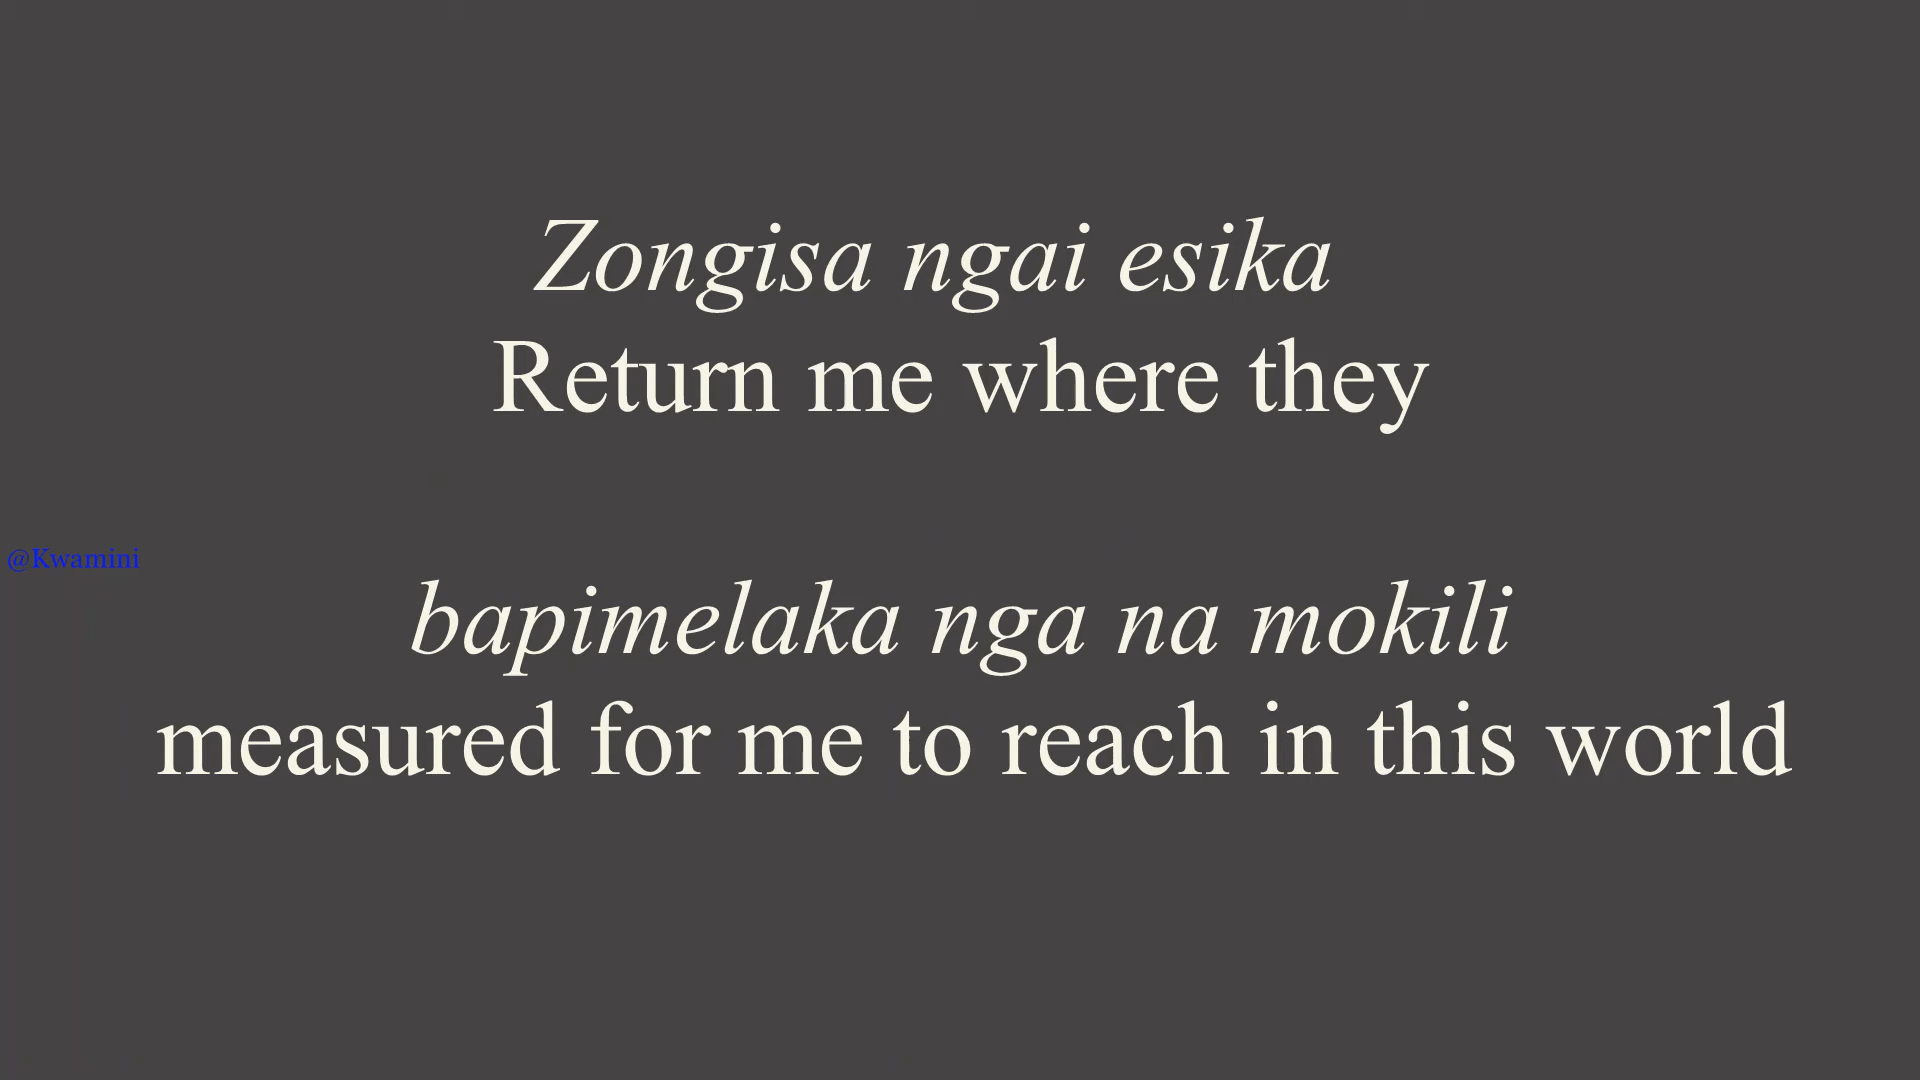 Zongisa ngai esika
Return me where they
@Kwamini
bapimelaka nga na mokili
measured for me to reach in this world